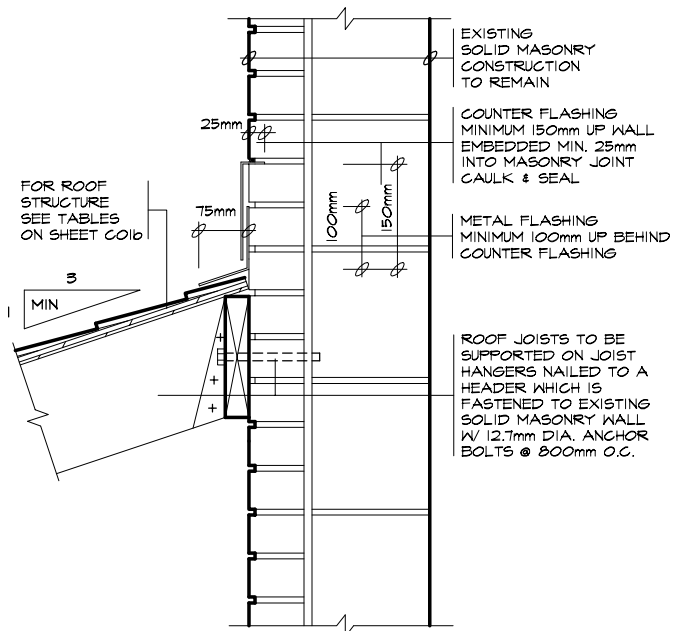 EXISTING
SOLID MASONRY
CONSTRUCTION
TO REMAIN
25mm
COUNTER FLASHING
MINIMUM 150mm UP WALL
EMBEDDED MIN. 25mm
INTO MASONRY JOINT
CAULK & SEAL
FOR ROOF
STRUCTURE
SEE TABLES
ON SHEET C01b
75mm
100mm
150mm
METAL FLASHING
MINIMUM 100mm UP BEHIND
COUNTER FLASHING
3
1
MIN
ROOF JOISTS TO BE
SUPPORTED ON JOIST
HANGERS NAILED TO A
HEADER WHICH IS
FASTENED TO EXISTING
SOLID MASONRY WALL
W/ 12.7mm DIA. ANCHOR
BOLTS @ 800mm O.C.